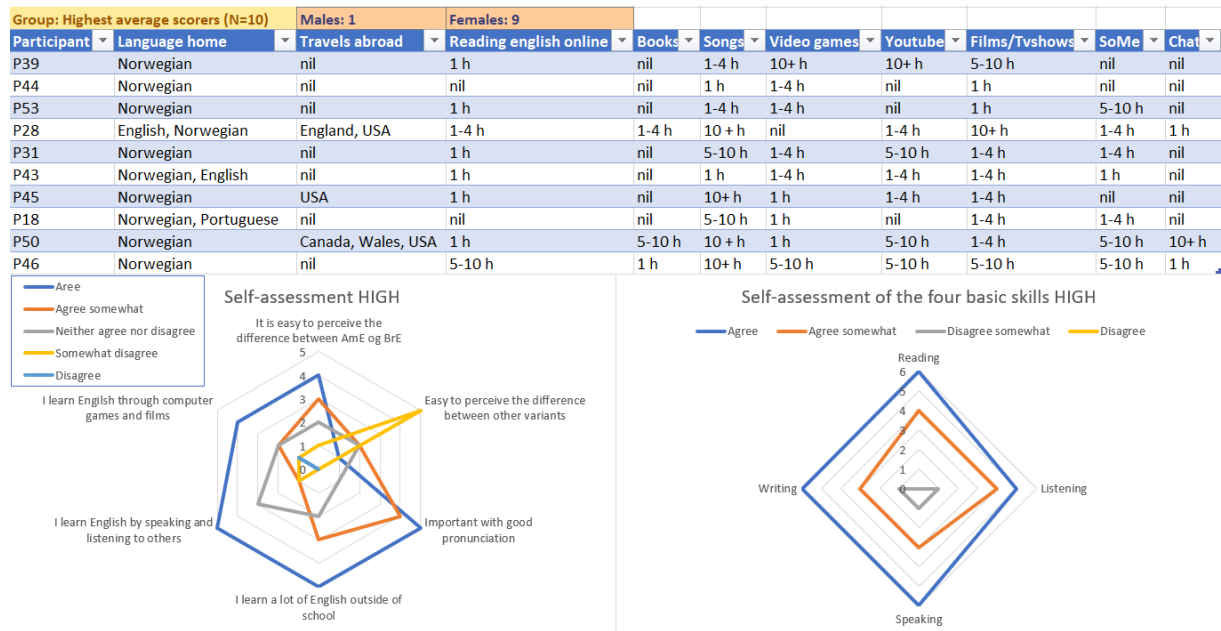 Group: Highest average scorers (N=10) Males: 1 Females: 9
Participant Language home Travels abroad Reading english online Books Songs Video games Youtube Films/Tvshows SoMe Chat
P39 Norwegian nil 1 h nil 1-4 h 10+ h 10+ h 5-10 h nil nil
P44 Norwegian nil nil nil 1 h 1-4 h nil 1 h nil nil
P53 Norwegian nil 1 h nil 1-4 h 1-4 h nil 1 h 5-10 h nil
P28 English, Norwegian England, USA 1-4 h 1-4 h 10 + h nil 1-4 h 10+ h 1-4 h 1 h
P31 Norwegian nil 1 h nil 5-10 h 1-4 h 5-10 h 1-4 h 1-4 h nil
P43 Norwegian, English nil 1 h nil 1 h 1-4 h 1-4 h 1-4 h 1 h nil
P45 Norwegian USA 1 h nil 10+ h 1 h 1-4 h 1-4 h nil nil
P18 Norwegian, Portuguese nil nil nil 5-10 h 1 h nil 1-4 h 1-4 h nil
P50 Norwegian Canada, Wales, USA 1 h 5-10 h 10 + h 1 h 5-10 h 1-4 h 5-10 h 10+ h
P46 Norwegian nil 5-10 h 1 h 10+ h 5-10 h 5-10 h 5-10 h 5-10 h 1 h
Self-assessment HIGH
Aree
Agree somewhat
Neither agree nor disagree
Somewhat disagree
Disagree
It is easy to perceive the
difference between AmE og BrE
Easy to perceive the difference
between other variants
Important with good
pronunciation
I learn a lot of English outside of
school
I learn English by speaking and
listening to others
I learn Engilsh through computer
games and films
5
4
3
2
1
0
Self-assessment of the four basic skills HIGH
Agree Agree somewhat Disagree somewhat Disagree
Reading
Listening
Speaking
Writing
6
5
4
3
2
1
0